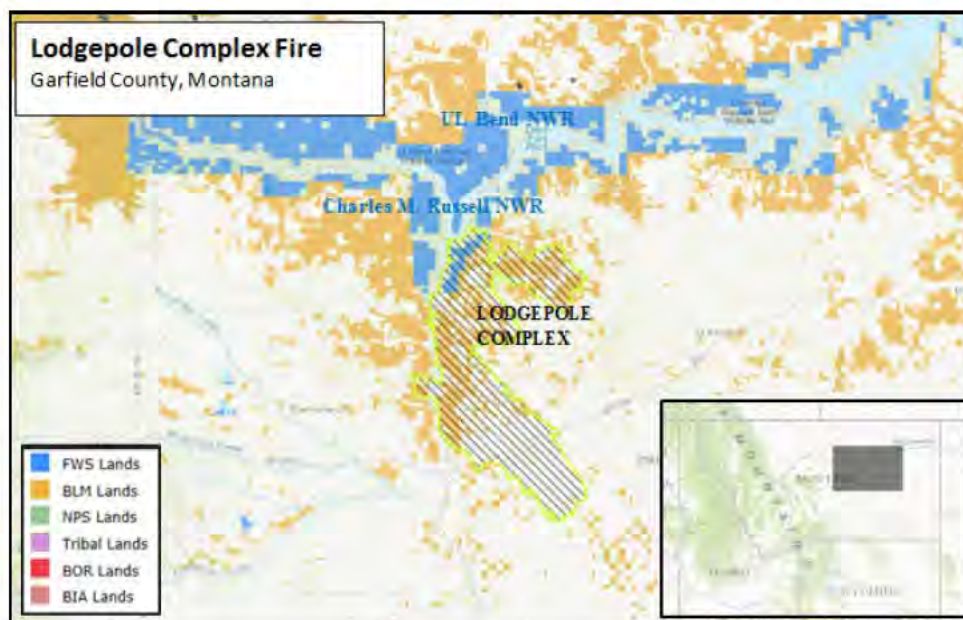 Lodgepole Complex Fire
Garfield County, Montana
UL Bend NWR
Charles M. Russell NWR
LODGEPOLE
COMPLEX
FWS Lands
BLM Lands
NPS Lands
Tribal Lands
BOR Lands
BIA Lands